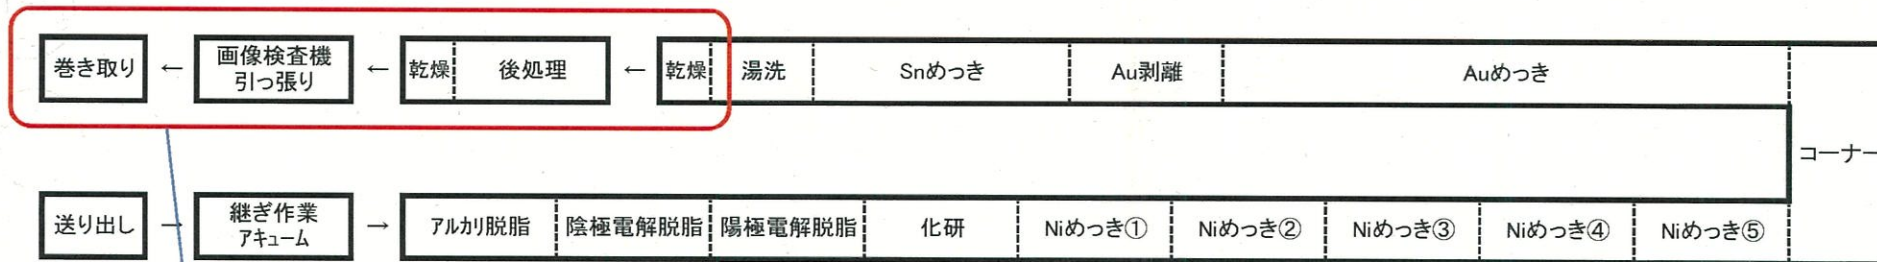 巻き取り ← 画像検査機 ← 乾燥 後処理 ← 乾燥 湯洗 Snめっき Au剥離 Auめっき
引っ張り
コーナー
送り出し → 継ぎ作業 → アルカリ脱脂 陰極電解脱脂 陽極電解脱脂 化研 Niめっき① Niめっき② Niめっき③ Niめっき④ Niめっき⑤
アキューム